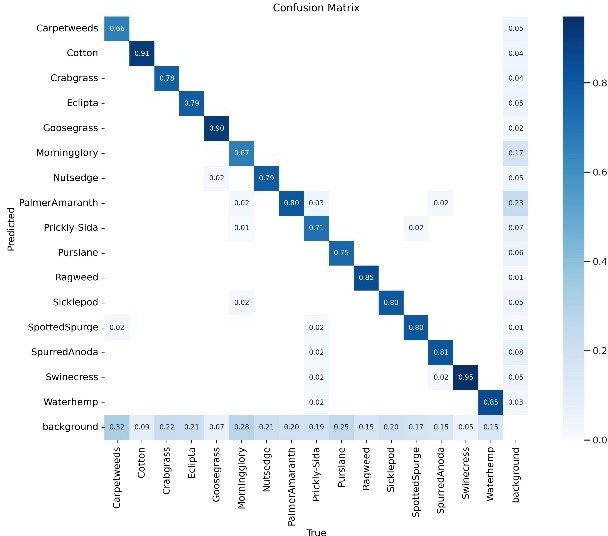 Confusion Matrix
Carpetweeds 0.66 0.05
Cotton 0.91 0.04
Crabgrass 0.78 0.04
Eclipta 0.79 0.05
Goosegrass 0.90 0.02
Morningglory 0.67 0.17
Nutsedge 0.02 0.79 0.05
PalmerAmaranth 0.02 0.80 0.03 0.02 0.23
Prickly-Sida 0.01 0.71 0.02 0.07
Purslane 0.75 0.06
Ragweed 0.85 0.01
Sicklepod 0.02 0.80 0.05
SpottedSpurge 0.02 0.02 0.80 0.01
SpurredAnoda 0.02 0.81 0.08
Swinecress 0.02 0.02 0.95 0.05
Waterhemp 0.02 0.85 0.03
background 0.32 0.09 0.22 0.21 0.07 0.28 0.21 0.20 0.19 0.25 0.15 0.20 0.17 0.15 0.05 0.15
Carpetweeds Cotton Crabgrass Eclipta Goosegrass Morningglory Nutsedge PalmerAmaranth Prickly-Sida Purslane Ragweed Sicklepod SpottedSpurge SpurredAnoda Swinecress Waterhemp background
True
Predicted
0.8
0.6
0.4
0.2
0.0